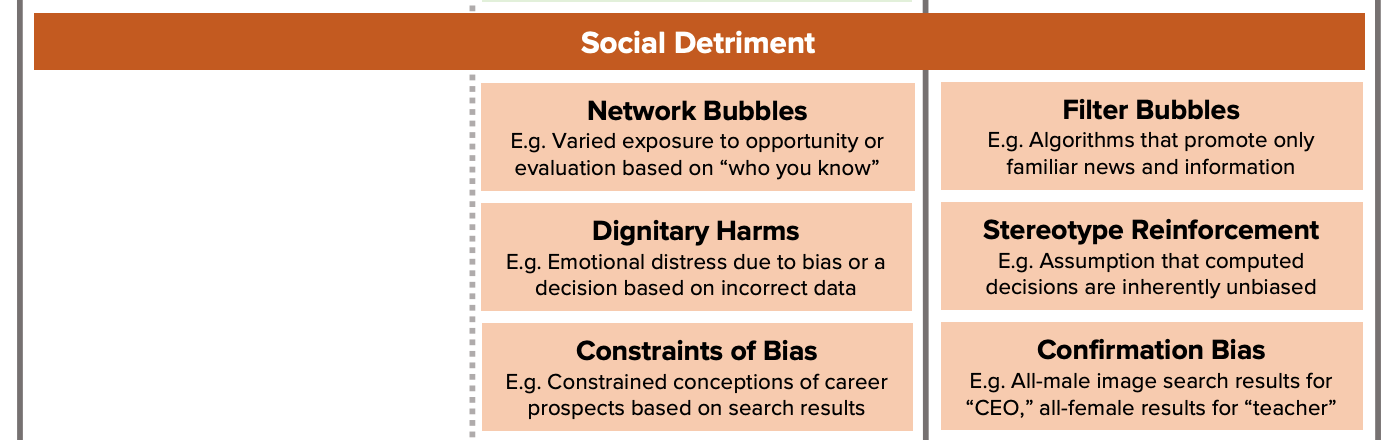 Social Detriment
Network Bubbles
E.g. Varied exposure to opportunity or
evaluation based on “who you know”
Filter Bubbles
E.g. Algorithms that promote only
familiar news and information
Dignitary Harms
E.g. Emotional distress due to bias or a
decision based on incorrect data
Stereotype Reinforcement
E.g. Assumption that computed
decisions are inherently unbiased
Constraints of Bias
E.g. Constrained conceptions of career
prospects based on search results
Confirmation Bias
E.g. All-male image search results for
“CEO,” all-female results for “teacher”